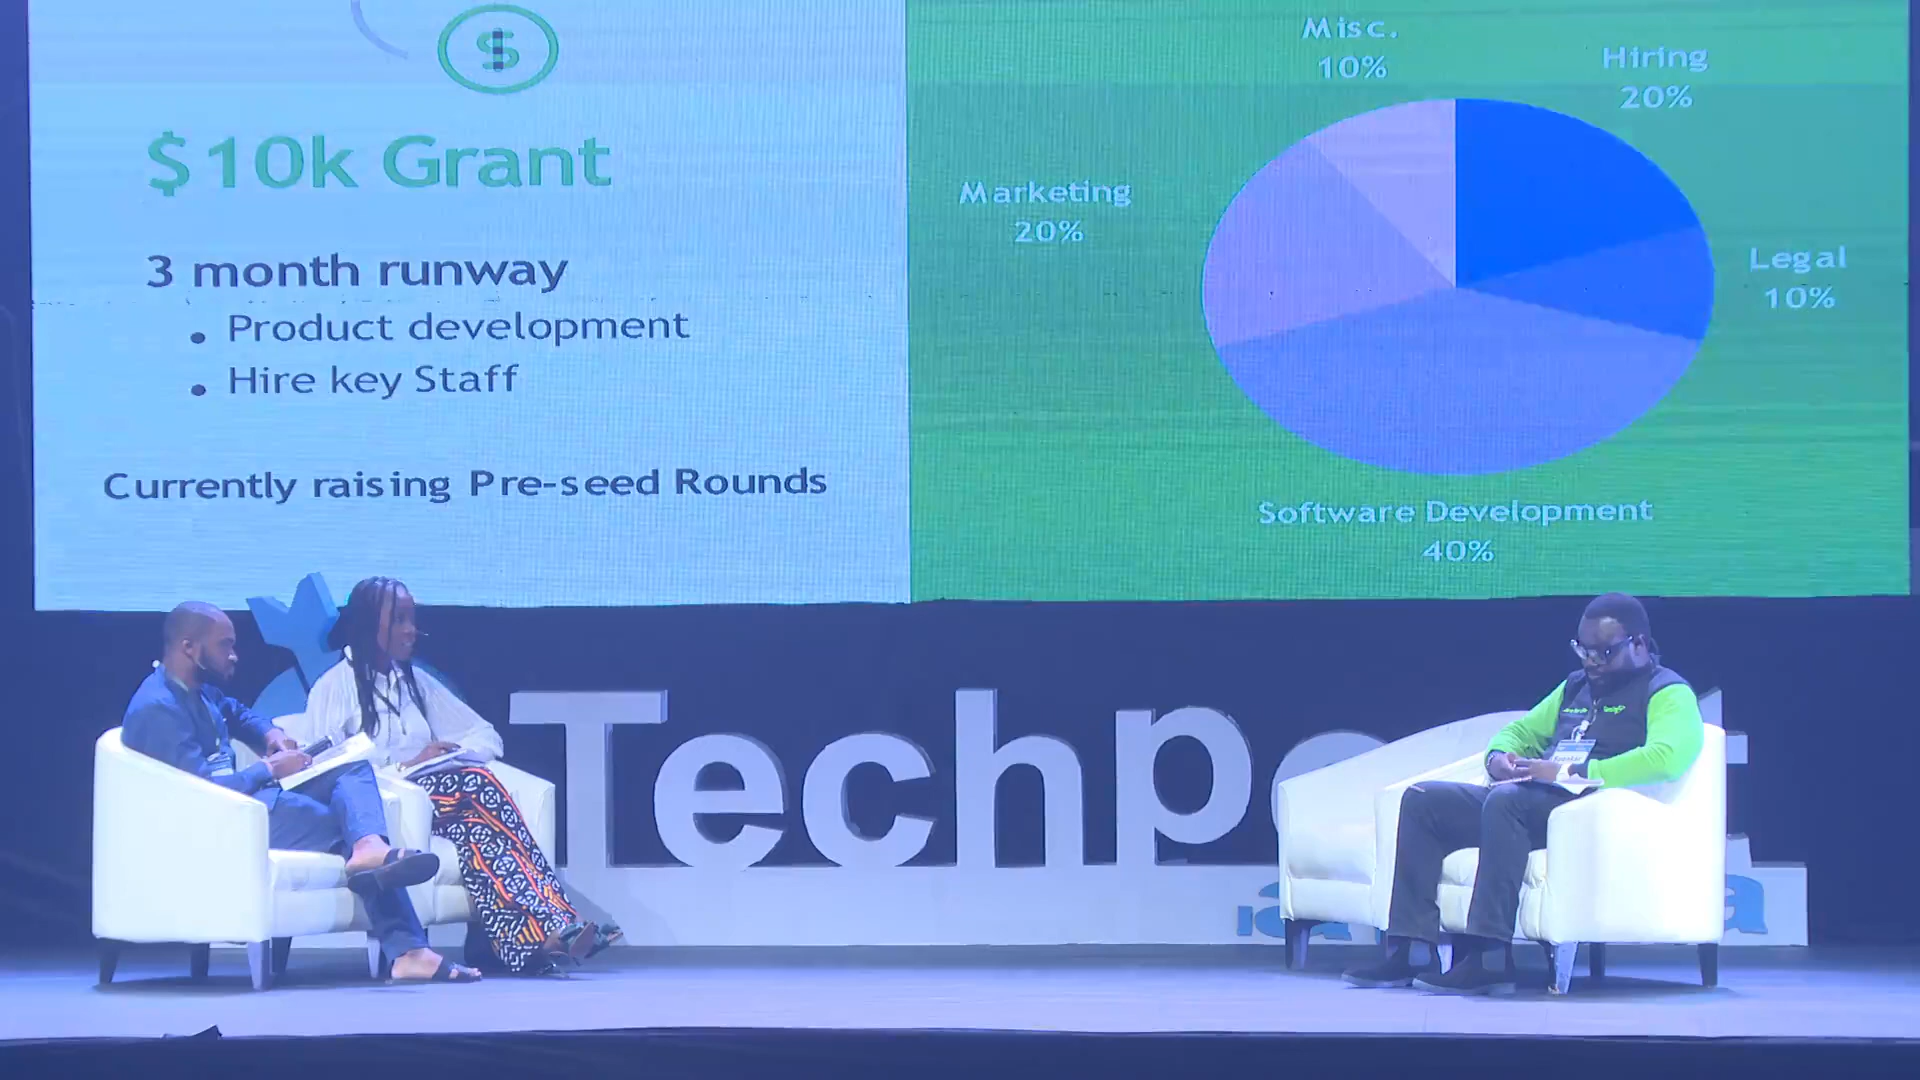 $10k Grant
3 month runway
• Product development
• Hire key Staff
Currently raising Pre-seed Rounds
Misc.
10%
Hiring
20%
Marketing
20%
Legal
10%
Software Development
40%
Techp